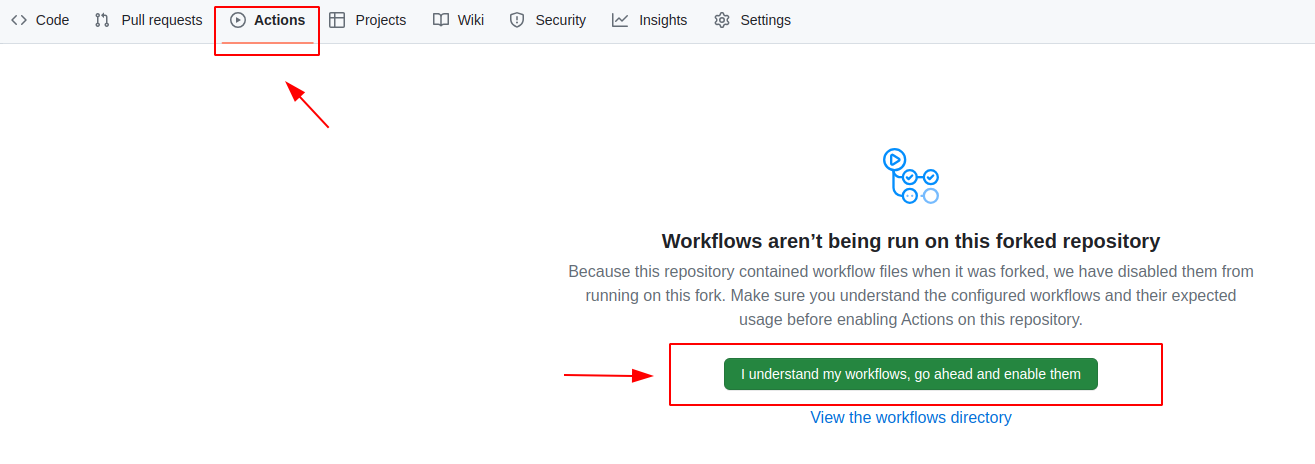 Code Pull requests Actions Projects Wiki Security Insights Settings
Workflows aren’t being run on this forked repository
Because this repository contained workflow files when it was forked, we have disabled them from
running on this fork. Make sure you understand the configured workflows and their expected
usage before enabling Actions on this repository.
I understand my workflows, go ahead and enable them
View the workflows directory